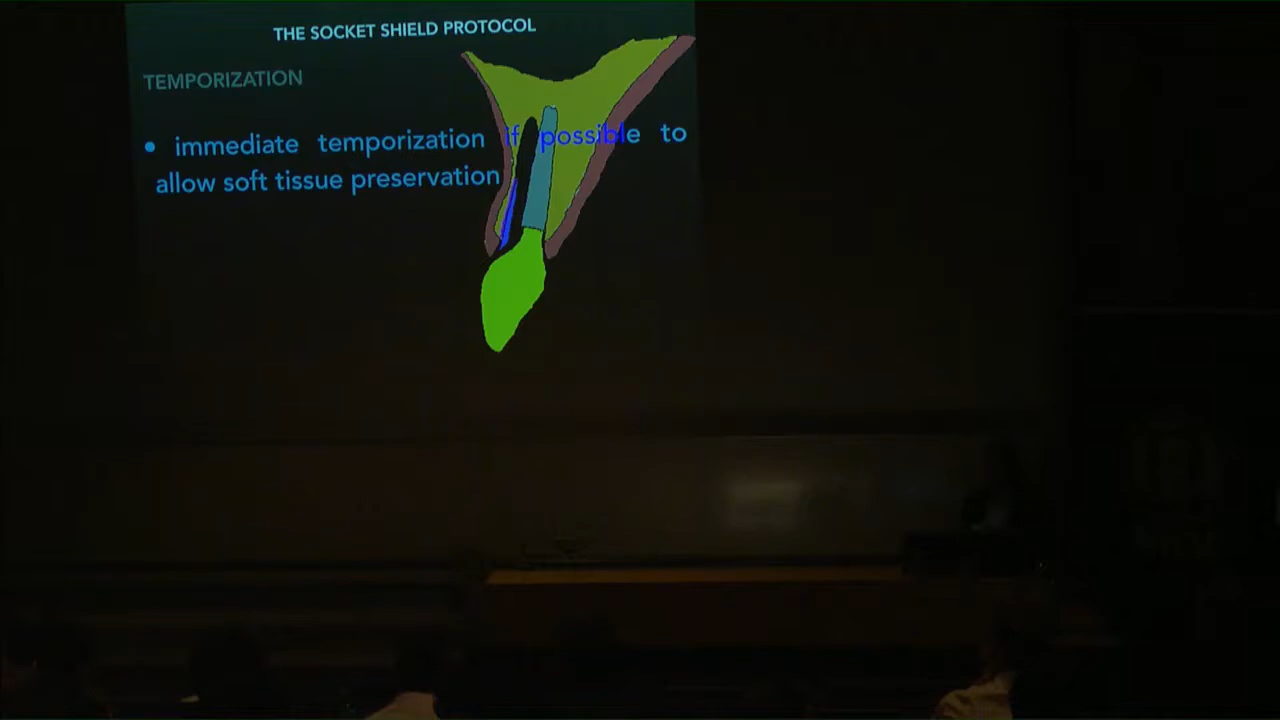 THE SOCKET SHIELD PROTOCOL
TEMPORIZATION
• immediate temporization if possible to
allow soft tissue preservation